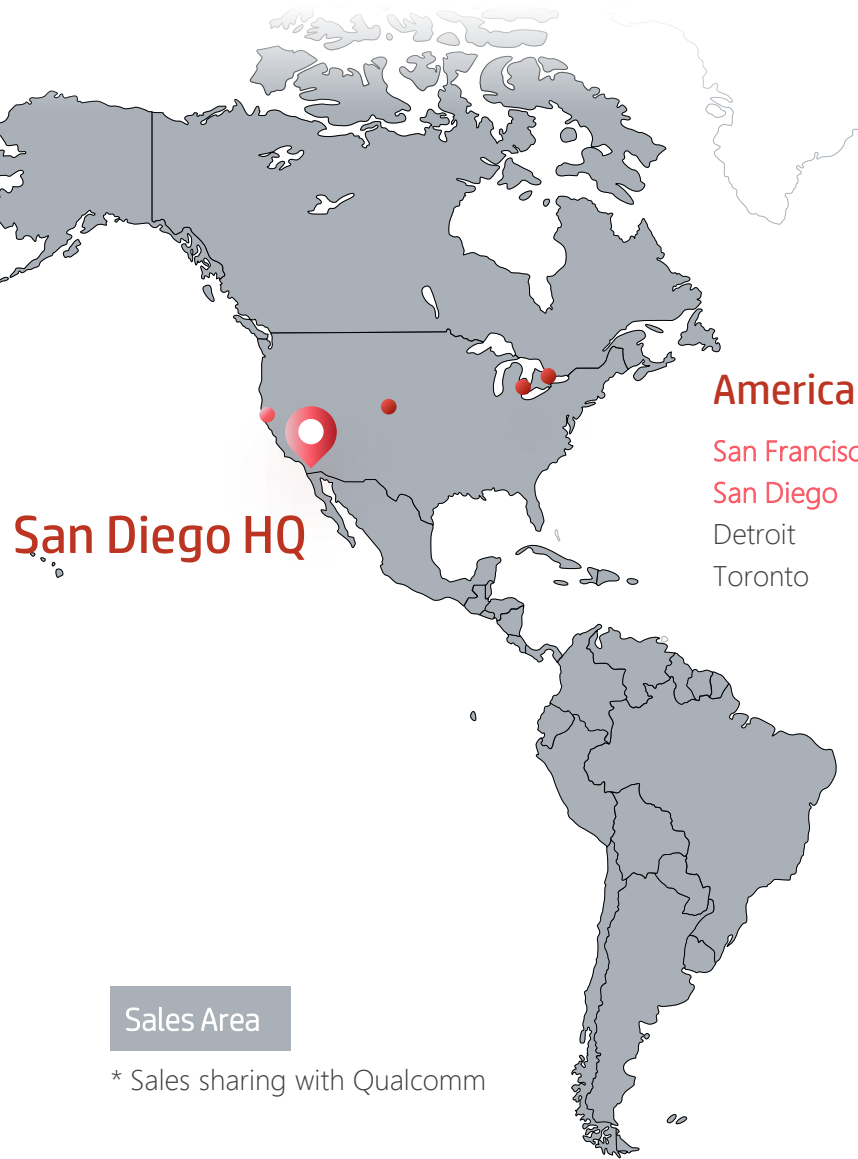 America
San Francisc
San Diego
Detroit
Toronto
San Diego HQ
Sales Area
* Sales sharing with Qualcomm